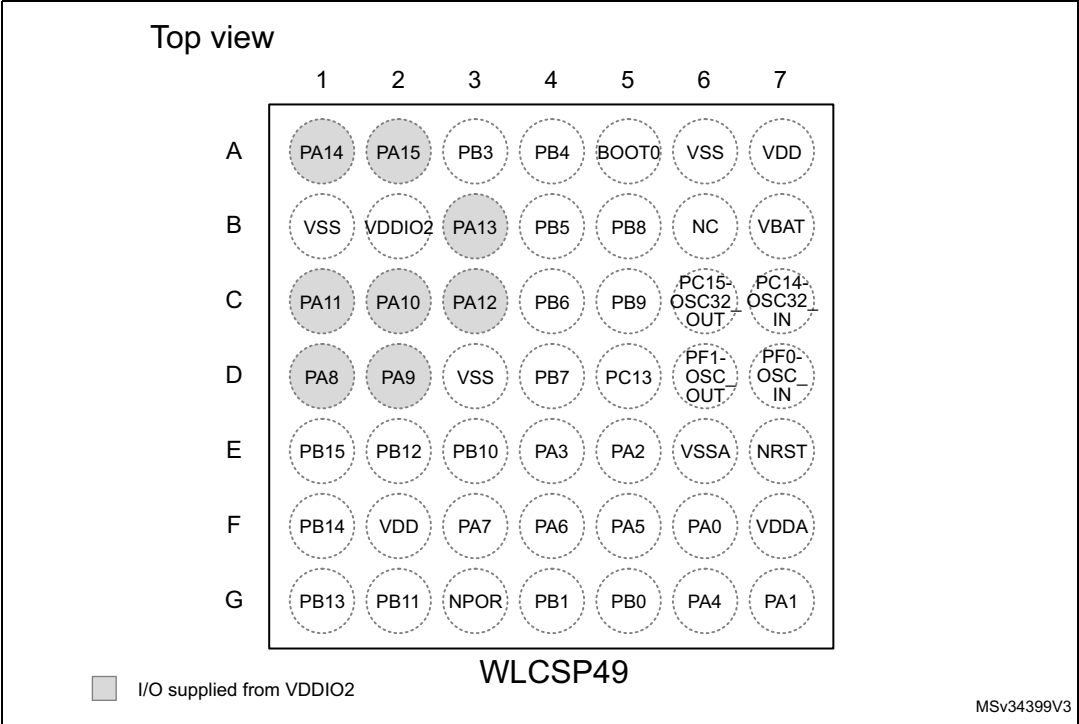 Top view
1 2 3 4 5 6 7
A PA14 PA15 PB3 PB4 BOOT0 VSS VDD
B VSS VDDIO2 PA13 PB5 PB8 NC VBAT
C PA11 PA10 PA12 PB6 PB9 PC15-OSC32_OUT PC14-OSC32_IN
D PA8 PA9 VSS PB7 PC13 PF1-OSC_OUT PF0-OSC_IN
E PB15 PB12 PB10 PA3 PA2 VSSA NRST
F PB14 VDD PA7 PA6 PA5 PA0 VDDA
G PB13 PB11 NPOR PB1 PB0 PA4 PA1
WLCSP49
I/O supplied from VDDIO2
MSv34399V3